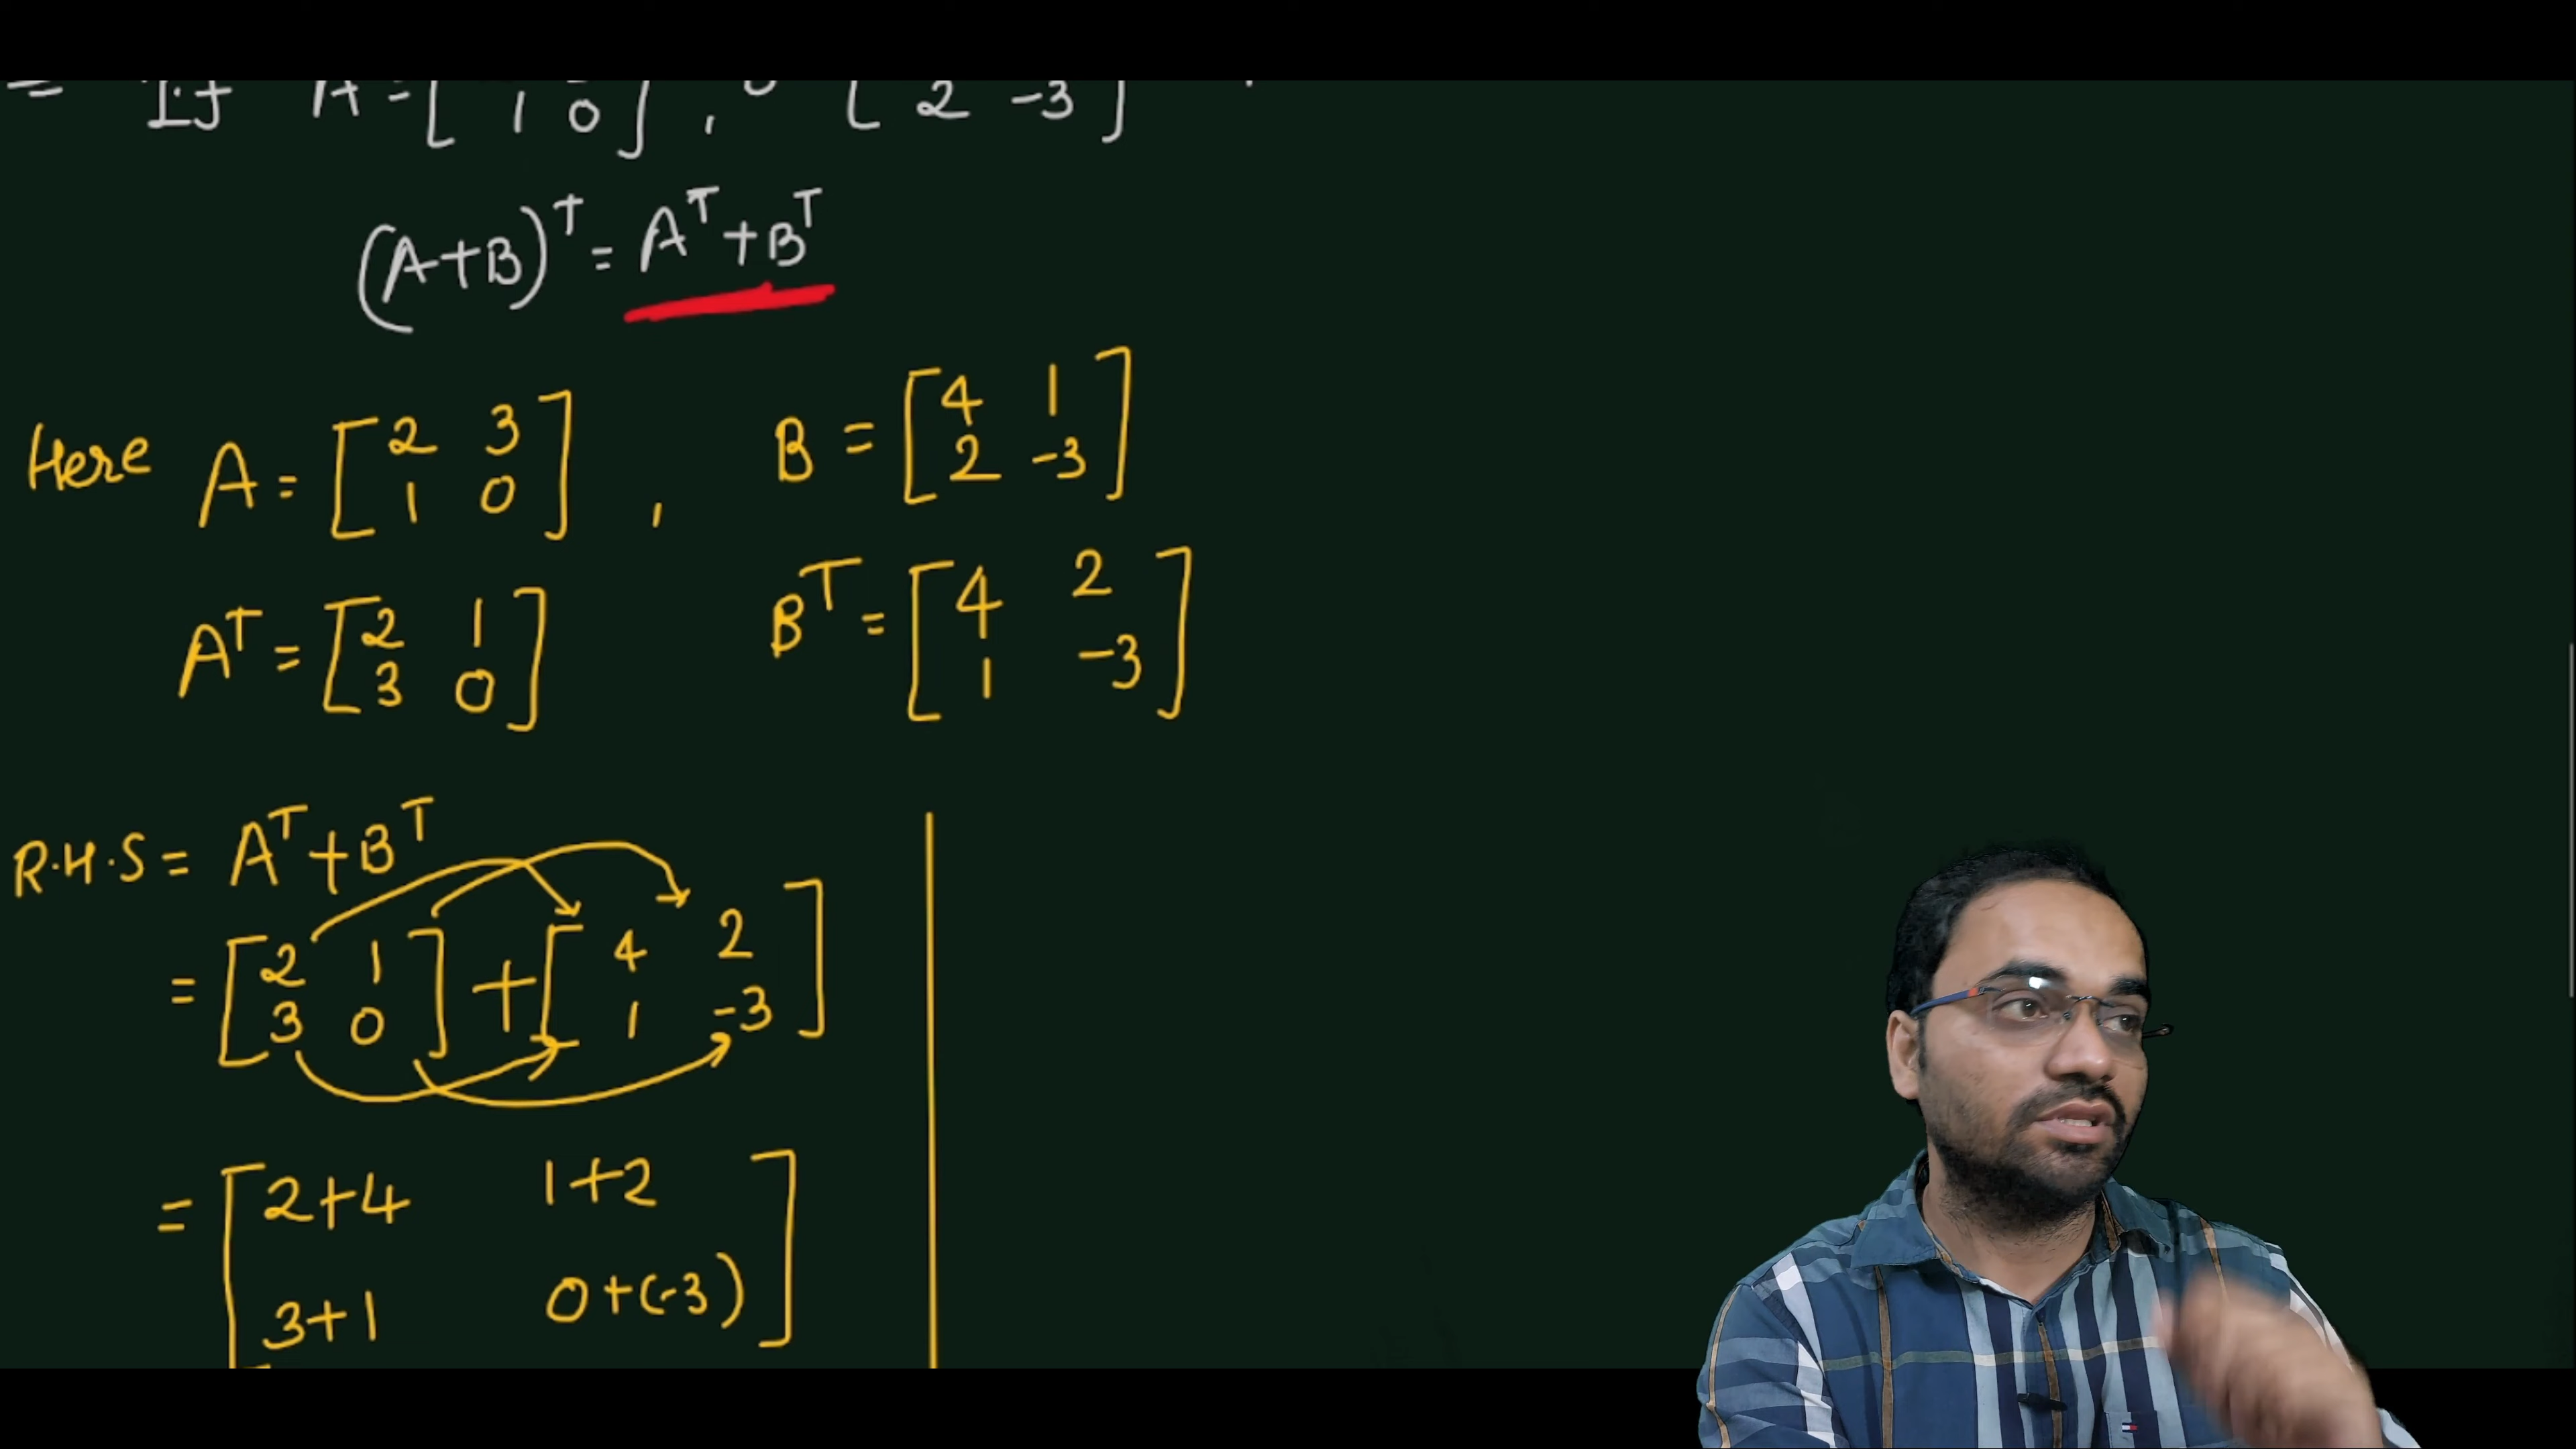 = If A=[ 1 0 ], [ 2 -3 ]
(A+B)ᵀ = Aᵀ+Bᵀ
Here A = [ 2 3 , B = [ 4 1
1 0 ] 2 -3 ]
Aᵀ = [ 2 1 Bᵀ = [ 4 2
3 0 ] 1 -3 ]
R.H.S = Aᵀ+Bᵀ
= [ 2 1 ] + [ 4 2 ]
3 0 1 -3
= [ 2+4 1+2 ]
3+1 0+(-3)